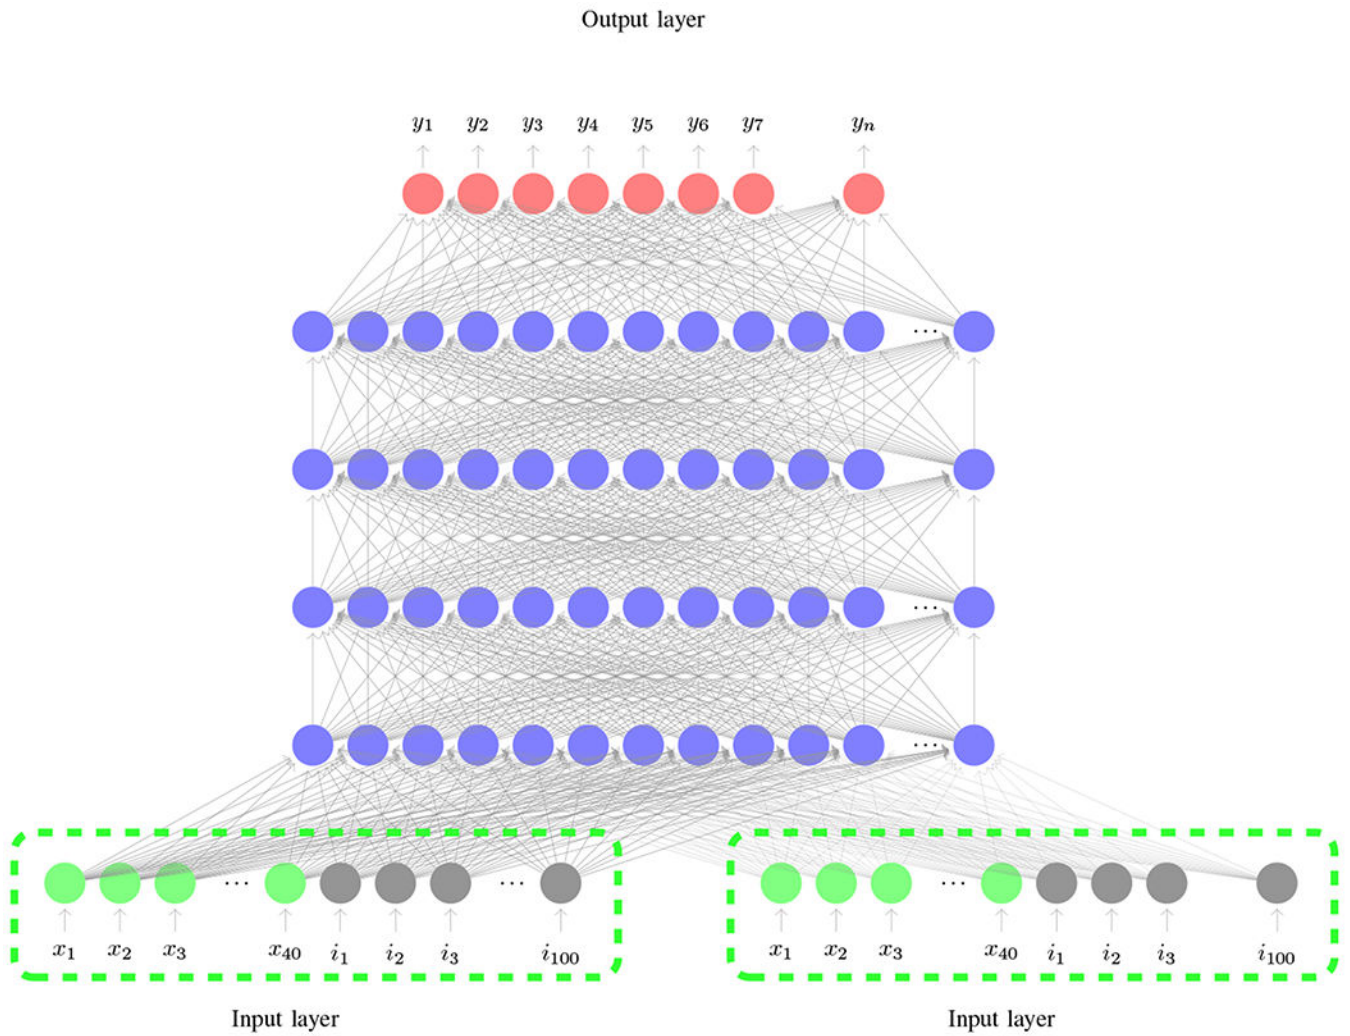 Output layer
y1 y2 y3 y4 y5 y6 y7 yn
...
...
...
...
... ... ...
x1 x2 x3 x40 i1 i2 i3 i100 x1 x2 x3 x40 i1 i2 i3 i100
Input layer Input layer